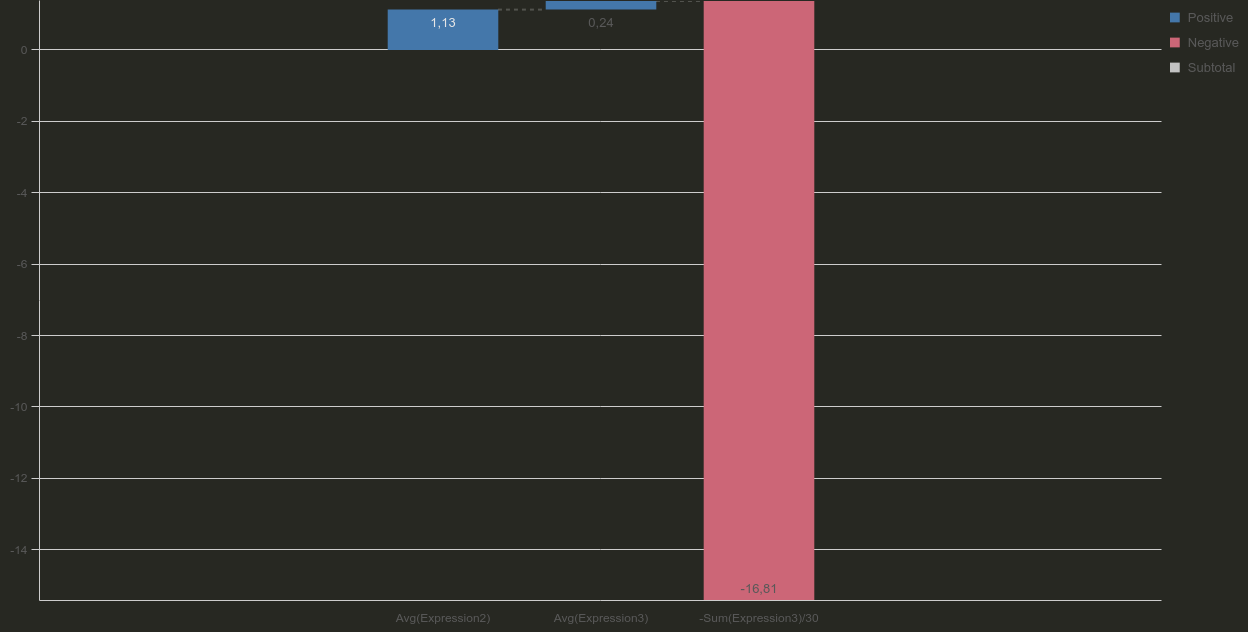 1,13
0,24
-16,81
0
-2
-4
-6
-8
-10
-12
-14
Avg(Expression2)
Avg(Expression3)
-Sum(Expression3)/30
Positive
Negative
Subtotal